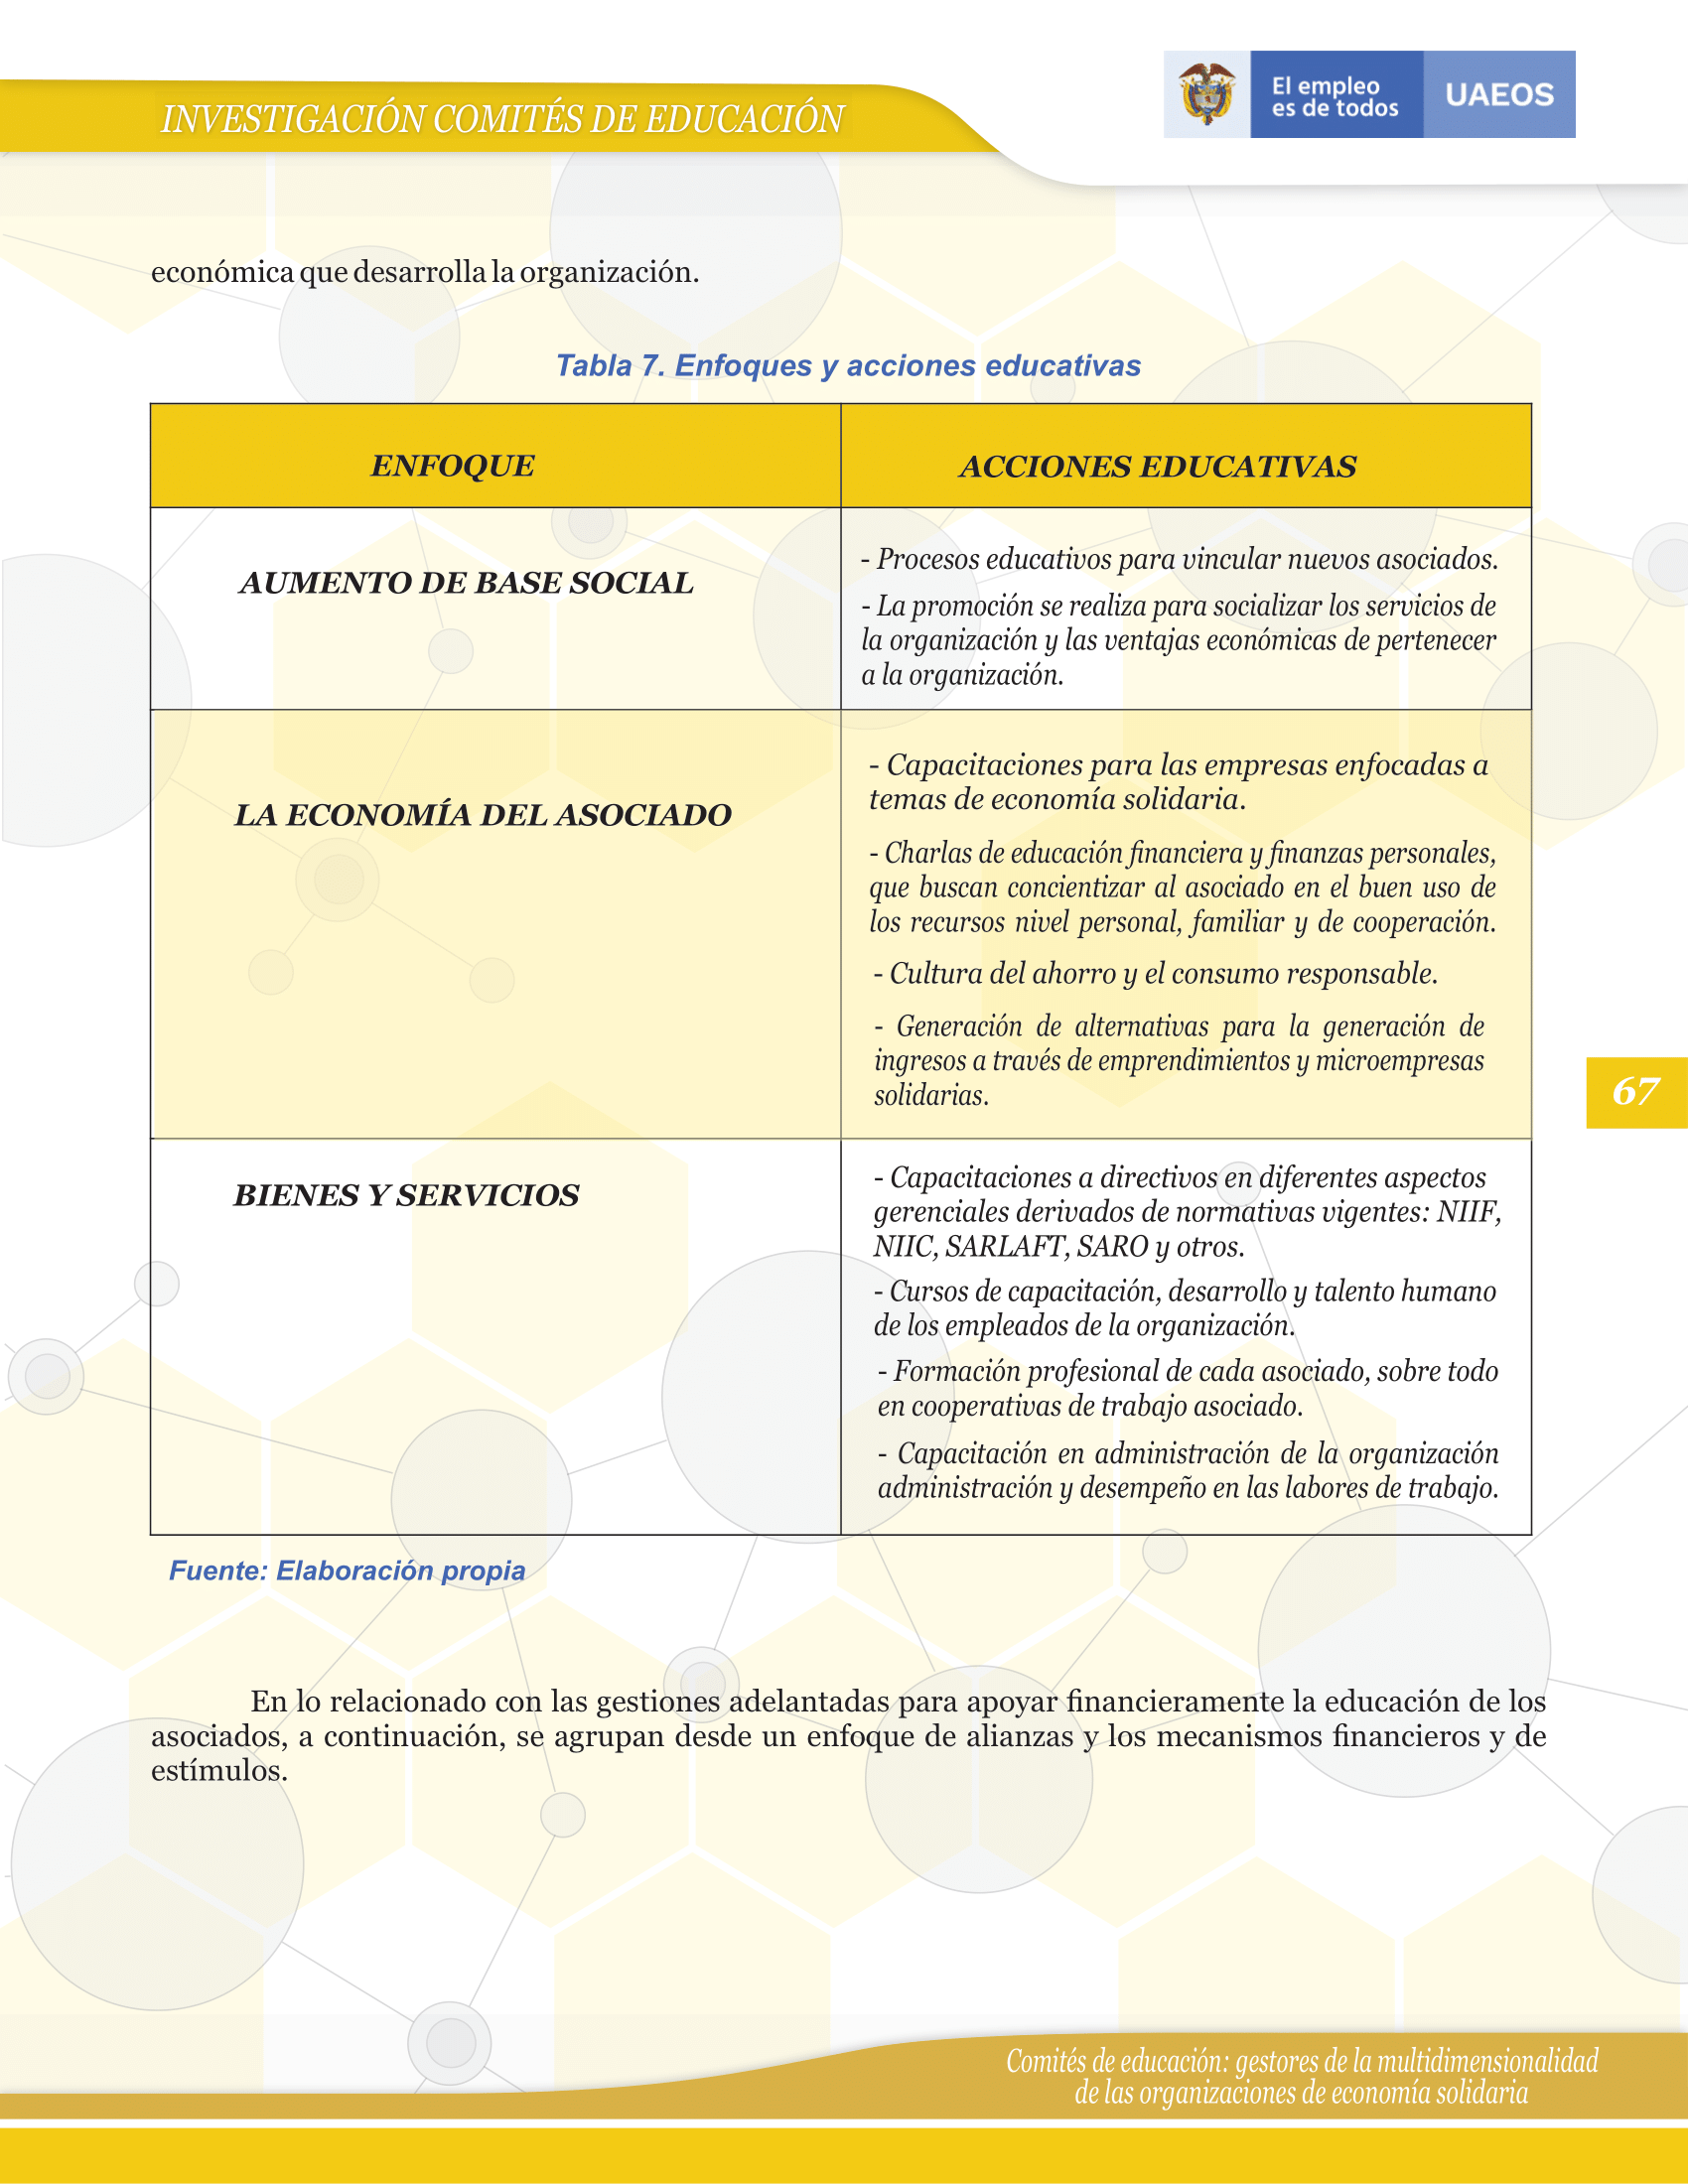 INVESTIGACIÓN COMITÉS DE EDUCACIÓN
El empleo
es de todos
UAEOS
económica que desarrolla la organización.
Tabla 7. Enfoques y acciones educativas
ENFOQUE
ACCIONES EDUCATIVAS
AUMENTO DE BASE SOCIAL
- Procesos educativos para vincular nuevos asociados.
- La promoción se realiza para socializar los servicios de
la organización y las ventajas económicas de pertenecer
a la organización.
LA ECONOMÍA DEL ASOCIADO
- Capacitaciones para las empresas enfocadas a
temas de economía solidaria.
- Charlas de educación financiera y finanzas personales,
que buscan concientizar al asociado en el buen uso de
los recursos nivel personal, familiar y de cooperación.
- Cultura del ahorro y el consumo responsable.
- Generación de alternativas para la generación de
ingresos a través de emprendimientos y microempresas
solidarias.
67
BIENES Y SERVICIOS
- Capacitaciones a directivos en diferentes aspectos
gerenciales derivados de normativas vigentes: NIIF,
NIIC, SARLAFT, SARO y otros.
- Cursos de capacitación, desarrollo y talento humano
de los empleados de la organización.
- Formación profesional de cada asociado, sobre todo
en cooperativas de trabajo asociado.
- Capacitación en administración de la organización
administración y desempeño en las labores de trabajo.
Fuente: Elaboración propia
En lo relacionado con las gestiones adelantadas para apoyar financieramente la educación de los
asociados, a continuación, se agrupan desde un enfoque de alianzas y los mecanismos financieros y de
estímulos.
Comités de educación: gestores de la multidimensionalidad
de las organizaciones de economía solidaria